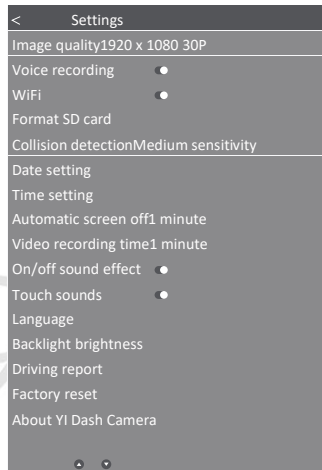 < Settings
Image quality1920 x 1080 30P
Voice recording
WiFi
Format SD card
Collision detectionMedium sensitivity
Date setting
Time setting
Automatic screen off1 minute
Video recording time1 minute
On/off sound effect
Touch sounds
Language
Backlight brightness
Driving report
Factory reset
About YI Dash Camera